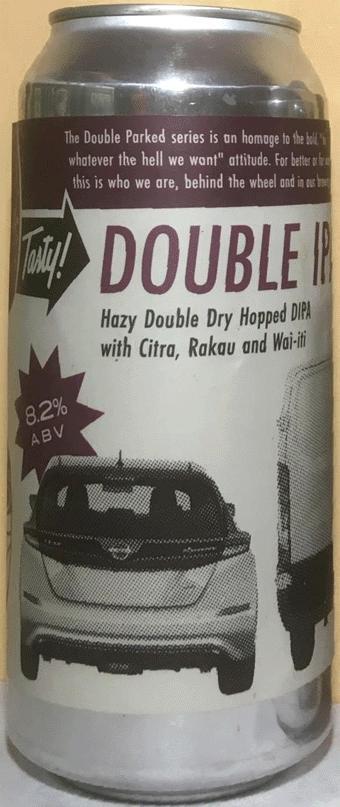 The Double Parked series is an homage to the bold,
whatever the hell we want" attitude. For better or for
this is who we are, behind the wheel and in our
Tasty!
DOUBLE IP
Hazy Double Dry Hopped DIPA
with Citra, Rakau and Wai-iti
8.2%
ABV